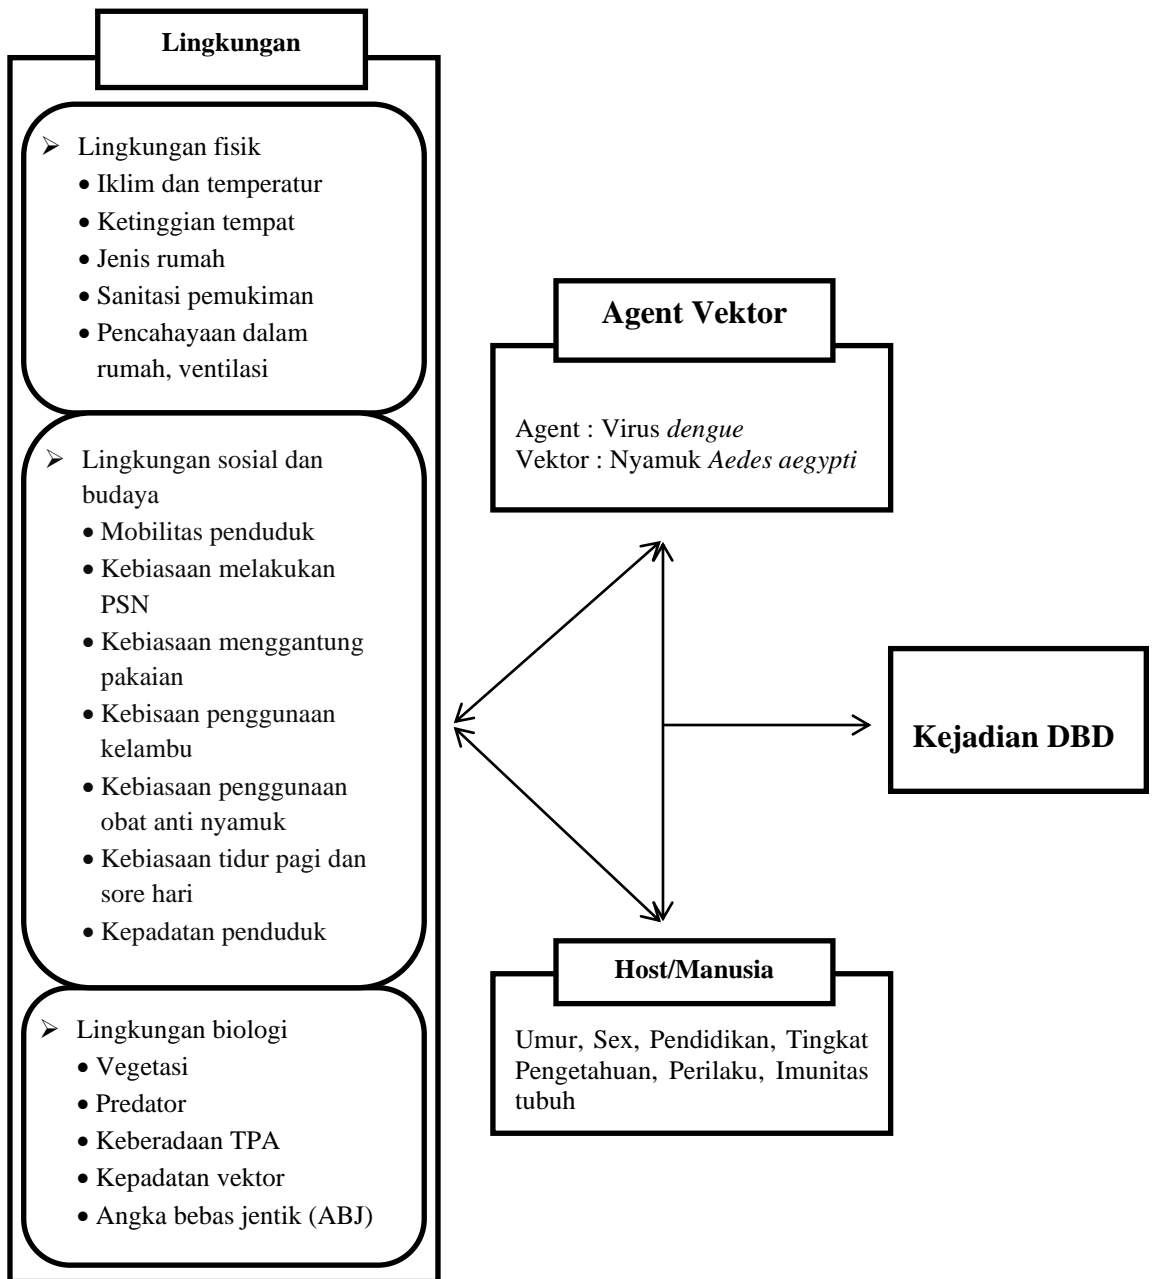 Lingkungan
➢ Lingkungan fisik
• Iklim dan temperatur
• Ketinggian tempat
• Jenis rumah
• Sanitasi pemukiman
• Pencahayaan dalam
rumah, ventilasi
➢ Lingkungan sosial dan
budaya
• Mobilitas penduduk
• Kebiasaan melakukan
PSN
• Kebiasaan menggantung
pakaian
• Kebisaan penggunaan
kelambu
• Kebiasaan penggunaan
obat anti nyamuk
• Kebiasaan tidur pagi dan
sore hari
• Kepadatan penduduk
➢ Lingkungan biologi
• Vegetasi
• Predator
• Keberadaan TPA
• Kepadatan vektor
• Angka bebas jentik (ABJ)
Agent Vektor
Agent : Virus dengue
Vektor : Nyamuk Aedes aegypti
Host/Manusia
Umur, Sex, Pendidikan, Tingkat
Pengetahuan, Perilaku, Imunitas
tubuh
Kejadian DBD